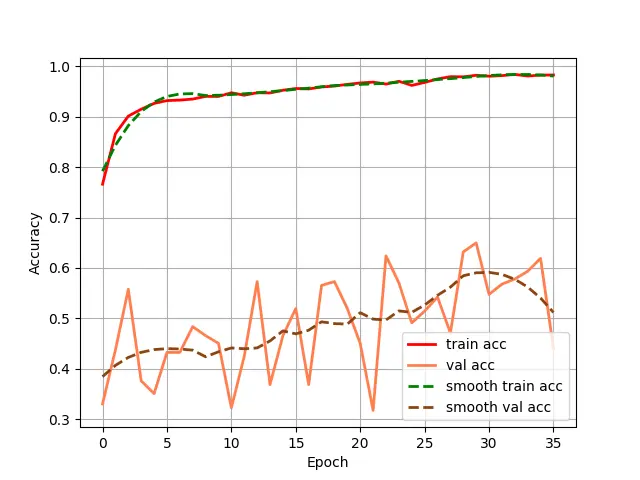 1.0
0.9
0.8
0.7
0.6
0.5
0.4
0.3
Accuracy
train acc
val acc
smooth train acc
smooth val acc
0 5 10 15 20 25 30 35
Epoch